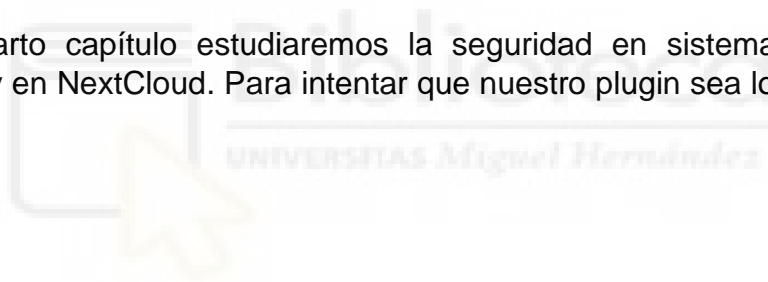 arto capítulo estudiaremos la seguridad en sistema
y en NextCloud. Para intentar que nuestro plugin sea lo
Biblioteca
UNIVERSITAS Miguel Hernández